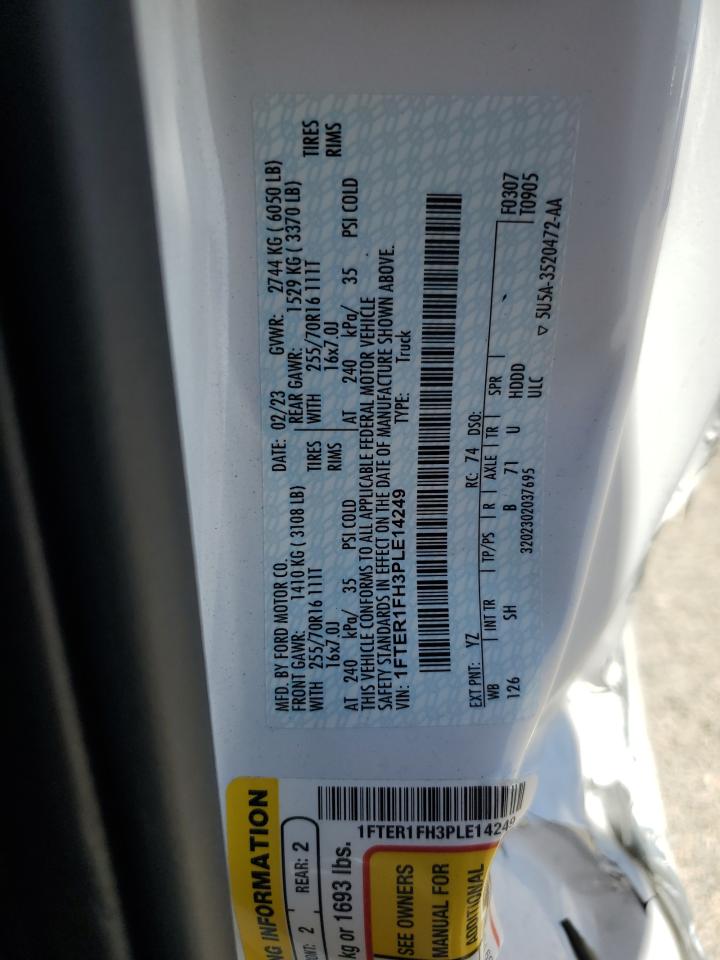 MFD. BY FORD MOTOR CO. DATE: 02/23 GVWR: 2744 KG ( 6050 LB)
FRONT GAWR: 1410 KG ( 3108 LB) REAR GAWR: 1529 KG ( 3370 LB)
WITH 255/70R16 111T TIRES WITH 255/70R16 111T TIRES
16x7.0J RIMS 16x7.0J RIMS
AT 240 kPa/ 35 PSI COLD AT 240 kPa/ 35 PSI COLD
THIS VEHICLE CONFORMS TO ALL APPLICABLE FEDERAL MOTOR VEHICLE
SAFETY STANDARDS IN EFFECT ON THE DATE OF MANUFACTURE SHOWN ABOVE.
VIN: 1FTER1FH3PLE14249 TYPE: Truck
EXT PNT: YZ RC: 74 DSO: F0307
WB INT TR TP/PS R AXLE TR SPR T0905
126 SH B 71 U HDDD
3202302037695 ULC
5U5A-3520472-AA
NG INFORMATION
2 REAR: 2
1FTER1FH3PLE14249
kg or 1693 lbs.
SEE OWNERS
MANUAL FOR
ADDITIONAL